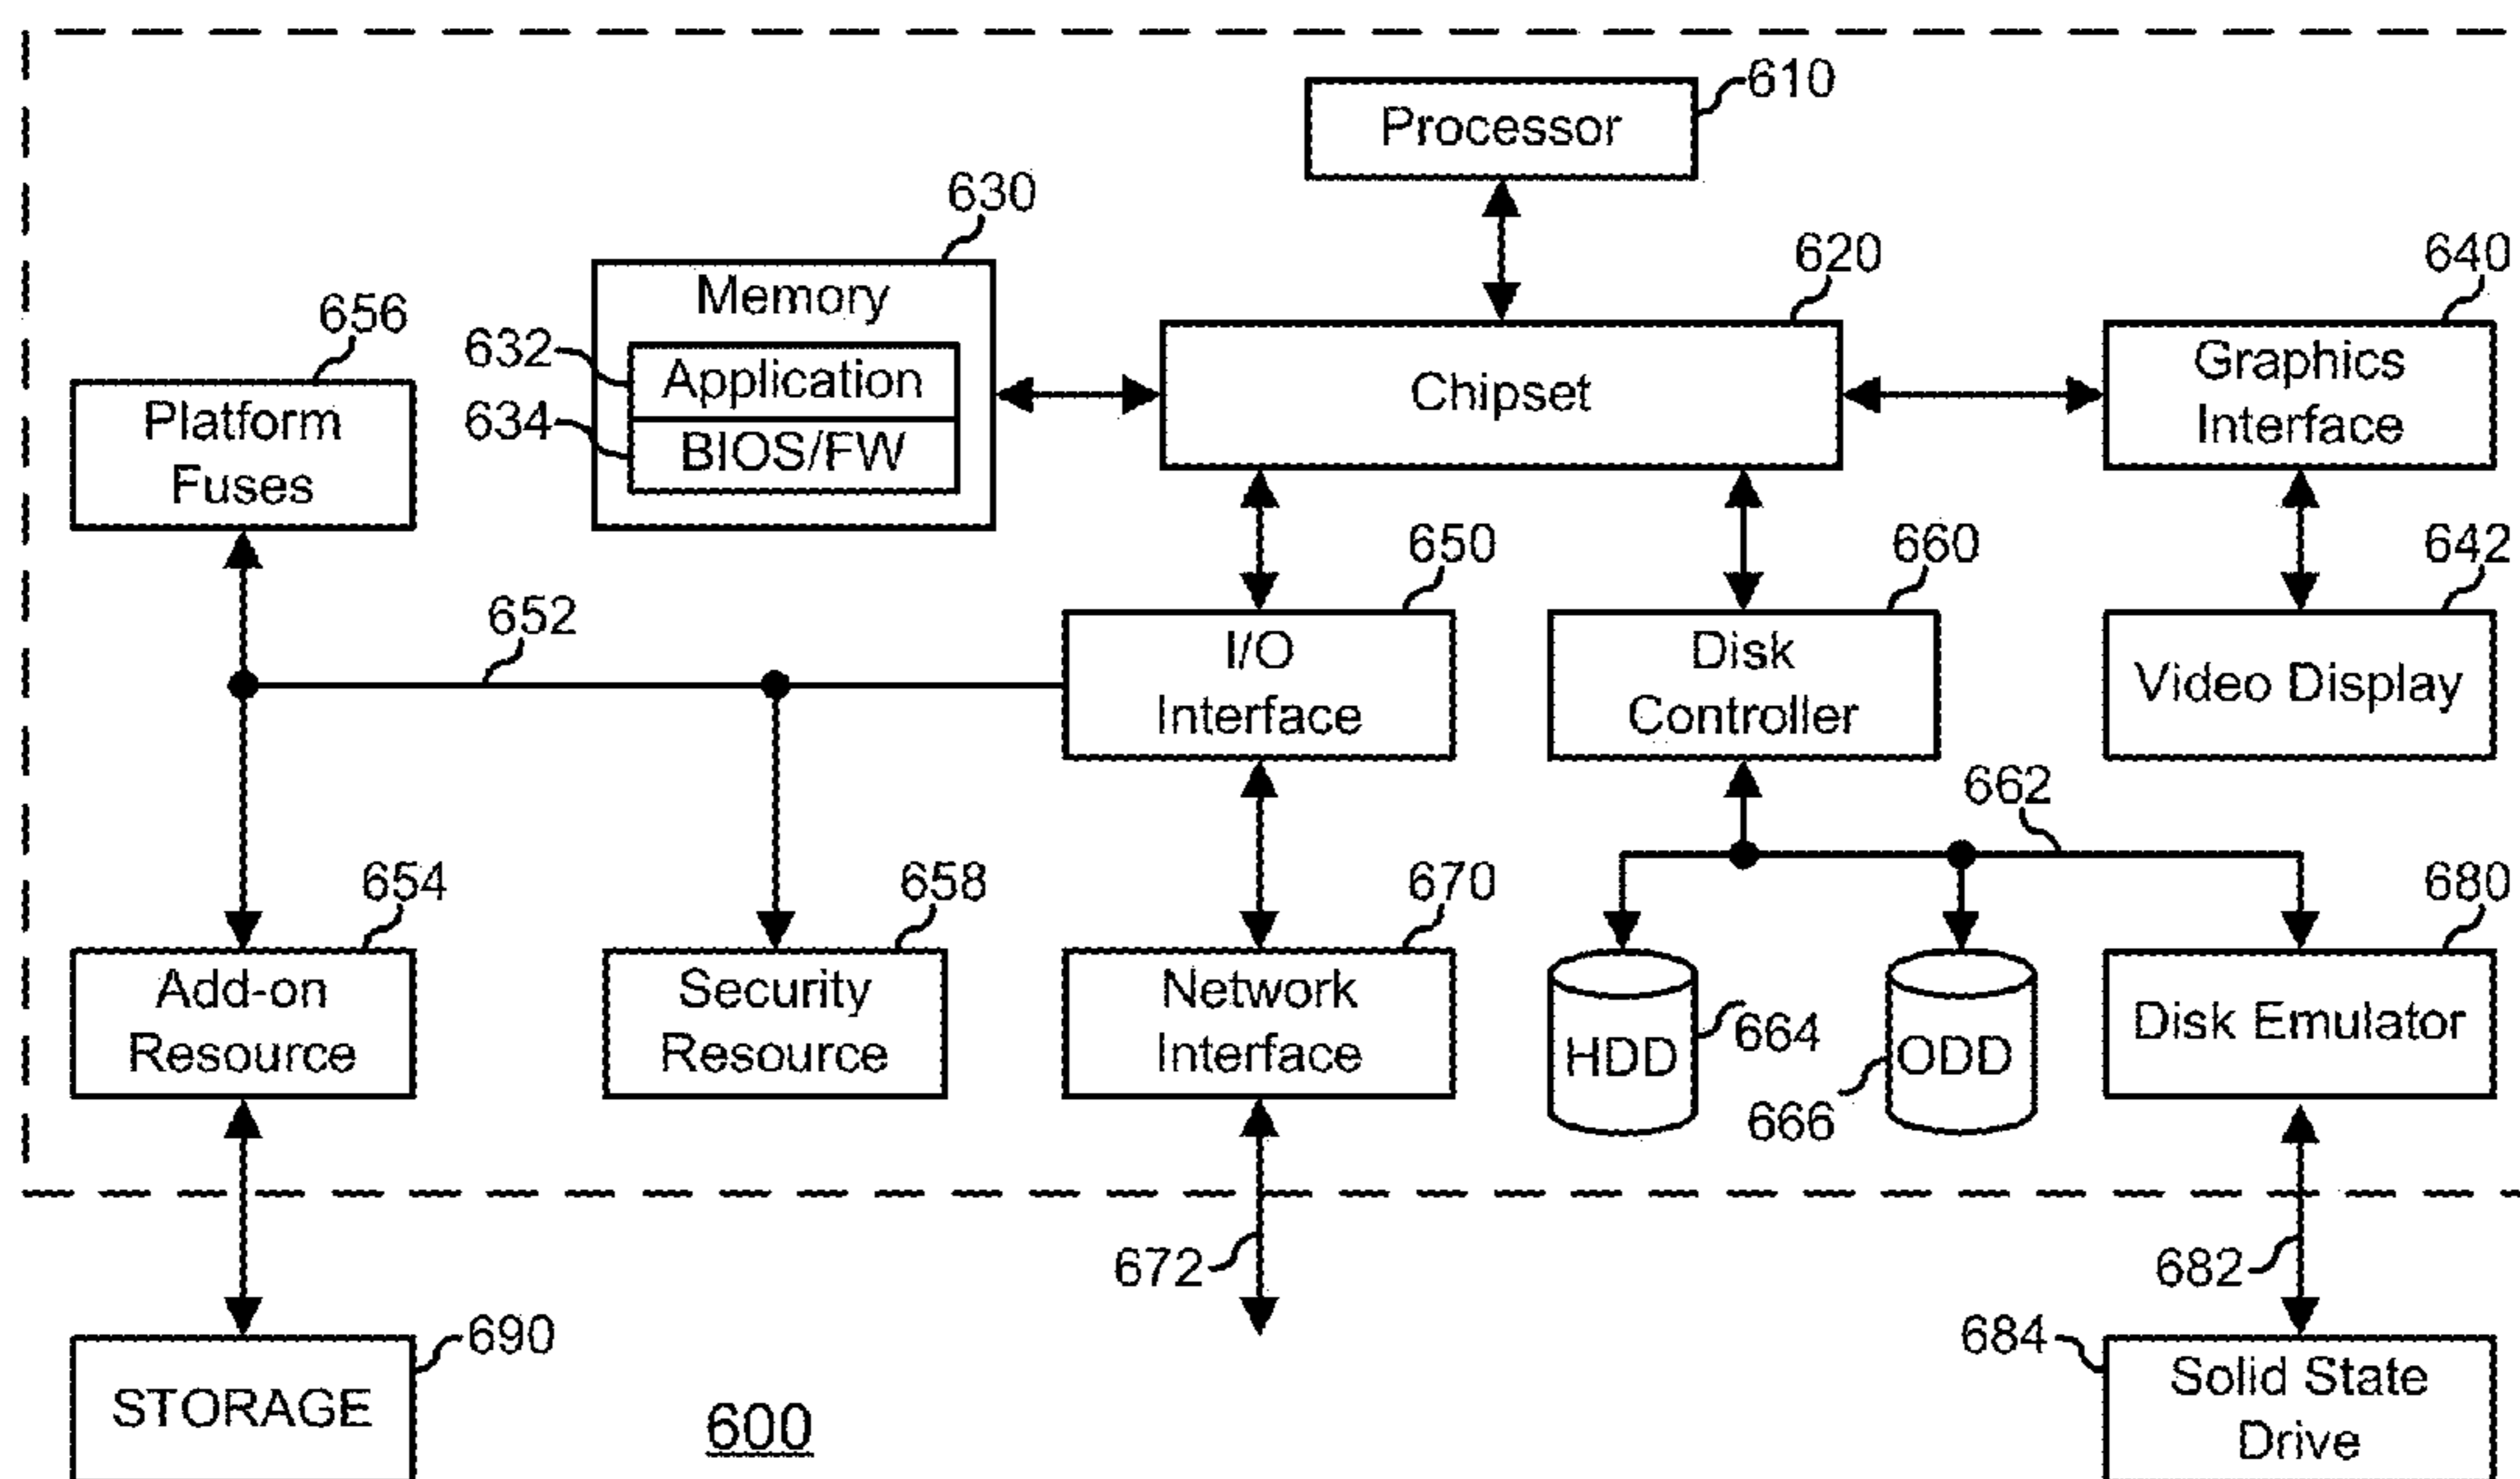 610
Processor
630
620
640
656
Memory
632
Application
634
BIOS/FW
Chipset
Graphics
Interface
Platform
Fuses
650
660
642
652
I/O
Interface
Disk
Controller
Video Display
662
654
658
670
680
Add-on
Resource
Security
Resource
Network
Interface
HDD
664
ODD
666
Disk Emulator
672
682
690
684
STORAGE
600
Solid State
Drive